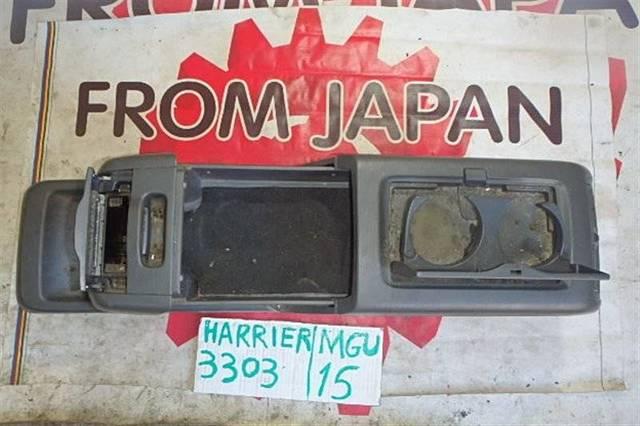 FROM JAPAN
FROM JAPAN
HARRIER MGU
3303 15